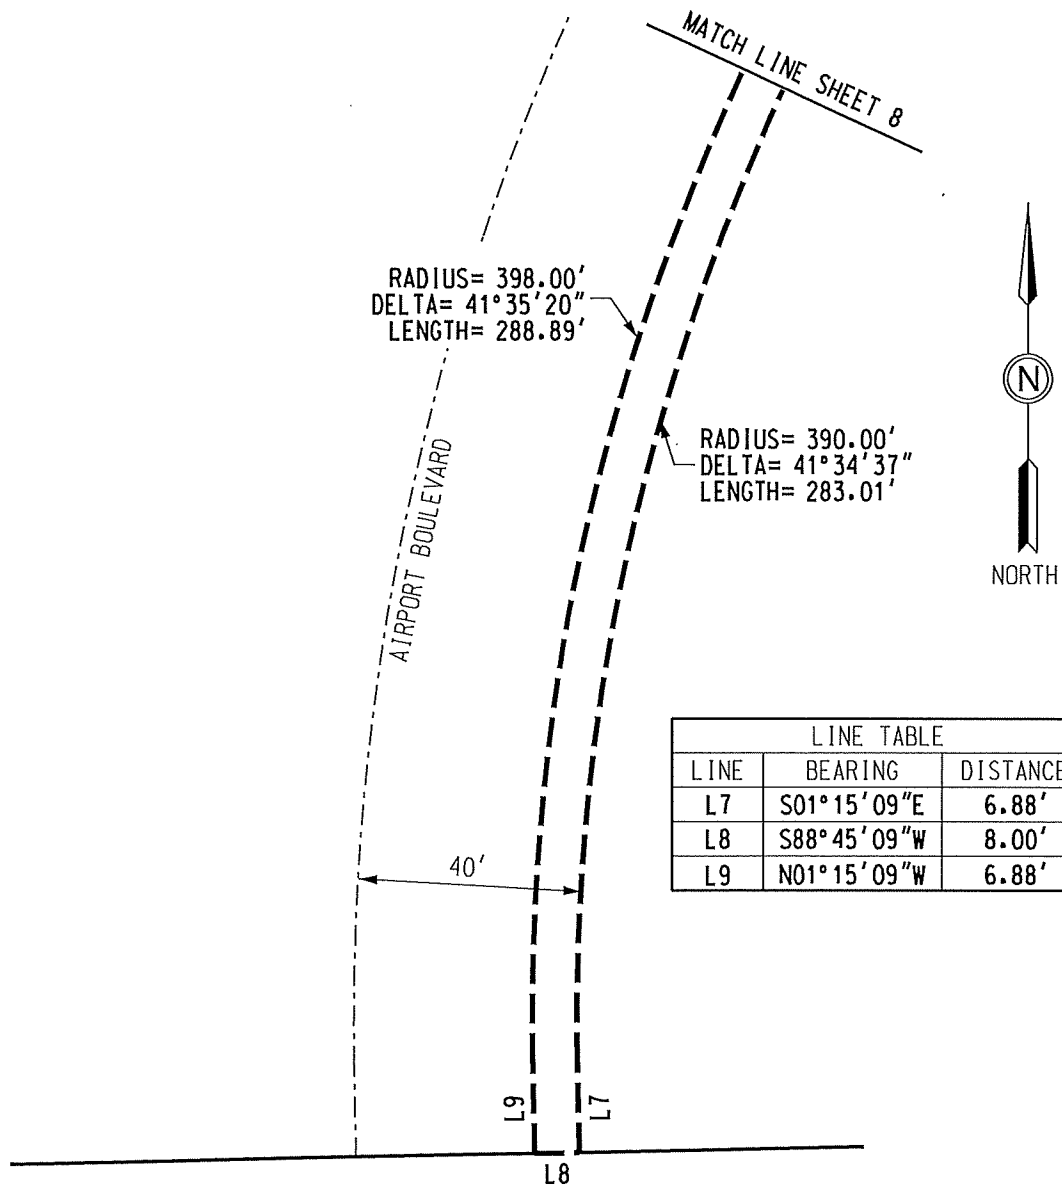 MATCH LINE SHEET 8
RADIUS= 398.00'
DELTA= 41°35'20"
LENGTH= 288.89'
N
RADIUS= 390.00'
DELTA= 41°34'37"
LENGTH= 283.01'
AIRPORT BOULEVARD
NORTH
LINE TABLE
LINE BEARING DISTANCE
L7 S01°15'09"E 6.88'
L8 S88°45'09"W 8.00'
L9 N01°15'09"W 6.88'
40'
L9
L7
L8